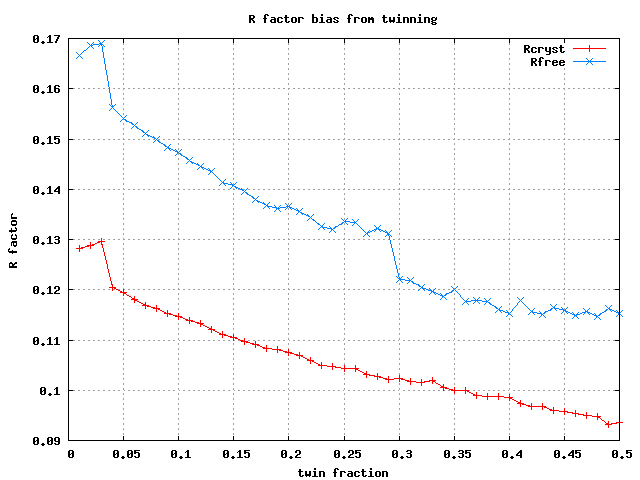 R factor bias from twinning
Rcryst
Rfree
0.17
0.16
0.15
0.14
0.13
0.12
0.11
0.1
0.09
R factor
0 0.05 0.1 0.15 0.2 0.25 0.3 0.35 0.4 0.45 0.5
twin fraction